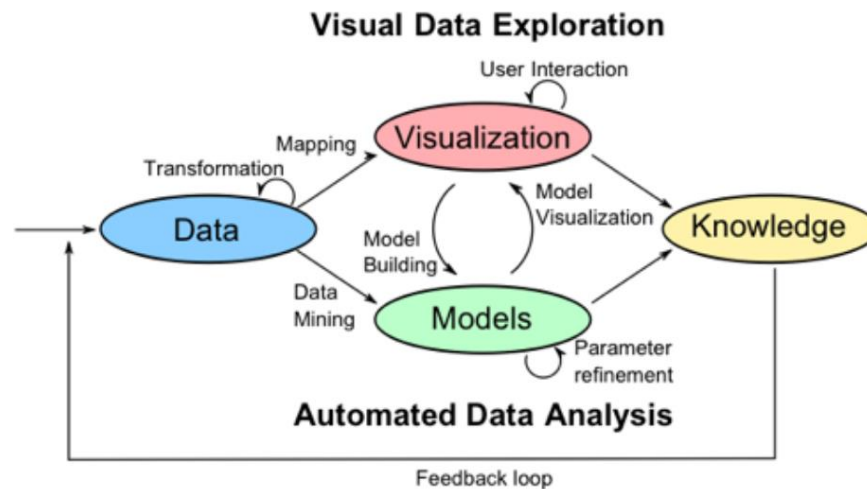 Visual Data Exploration
User Interaction
Visualization
Mapping
Transformation
Data
Model
Visualization
Knowledge
Model
Building
Data
Mining
Models
Parameter
refinement
Automated Data Analysis
Feedback loop